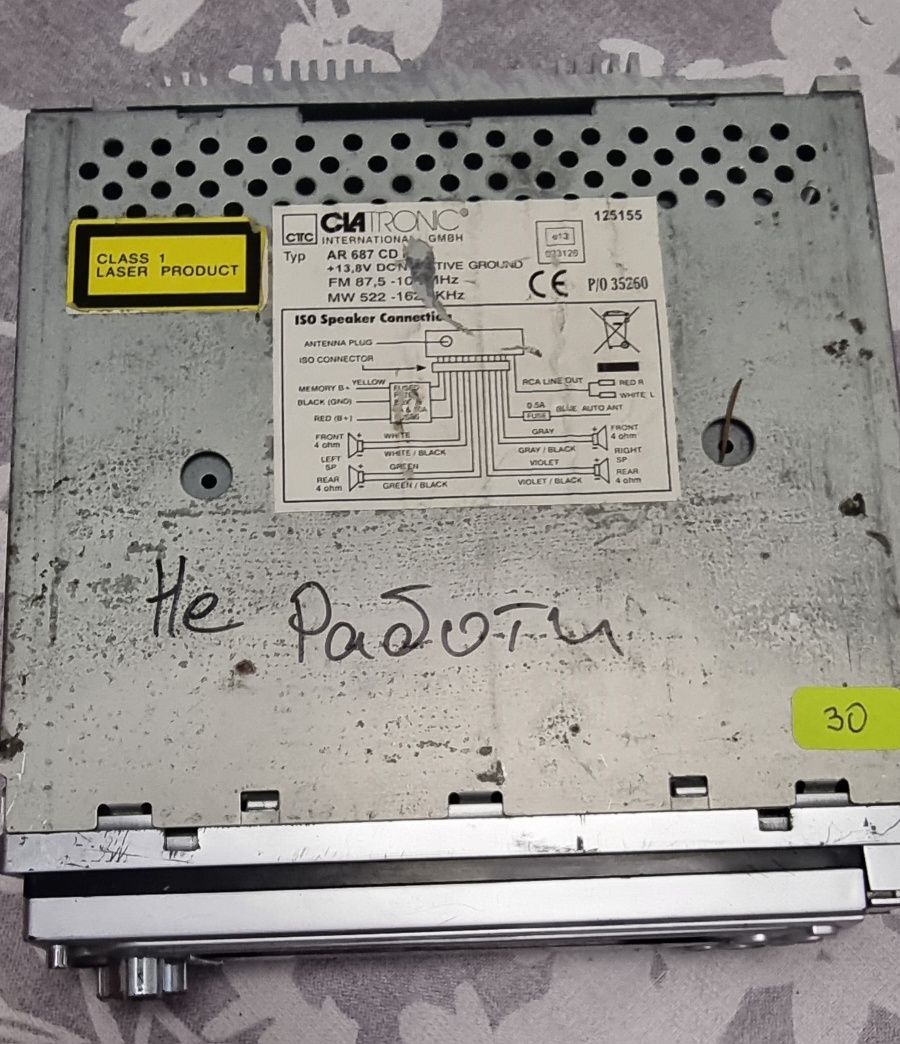 CLASS 1
LASER PRODUCT
CTC CLATRONIC®
INTERNATIONAL GMBH
125155
Typ AR 687 CD
e13
+13,8V DC GROUND
FM 87,5 -
MW 522 -
CE P/O 35260
ISO Speaker Connection
ANTENNA PLUG
ISO CONNECTOR
MEMORY B+ YELLOW
BLACK (GND)
RED (B+)
RCA LINE OUT RED R
WHITE L
0.5A
FUSE BLUE AUTO ANT
FRONT
4 ohm
WHITE
WHITE / BLACK
GRAY
GRAY / BLACK
FRONT
4 ohm
LEFT
SP
RIGHT
SP
REAR
4 ohm
GREEN
GREEN / BLACK
VIOLET
VIOLET / BLACK
REAR
4 ohm
Не Работи
30